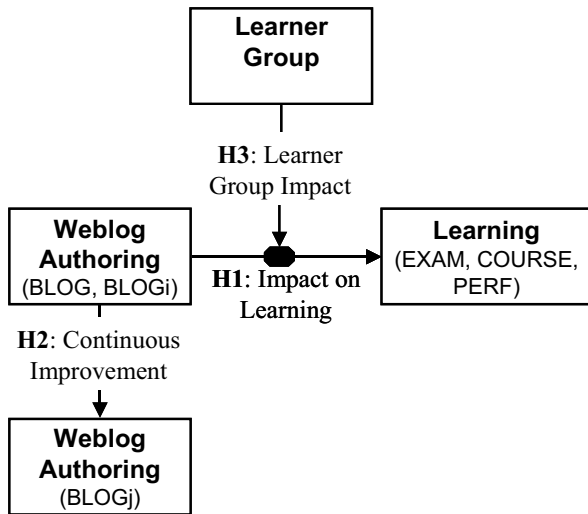 Learner
Group
H3: Learner
Group Impact
Weblog
Authoring
(BLOG, BLOGi)
Learning
(EXAM, COURSE,
PERF)
H1: Impact on
Learning
H2: Continuous
Improvement
Weblog
Authoring
(BLOGj)